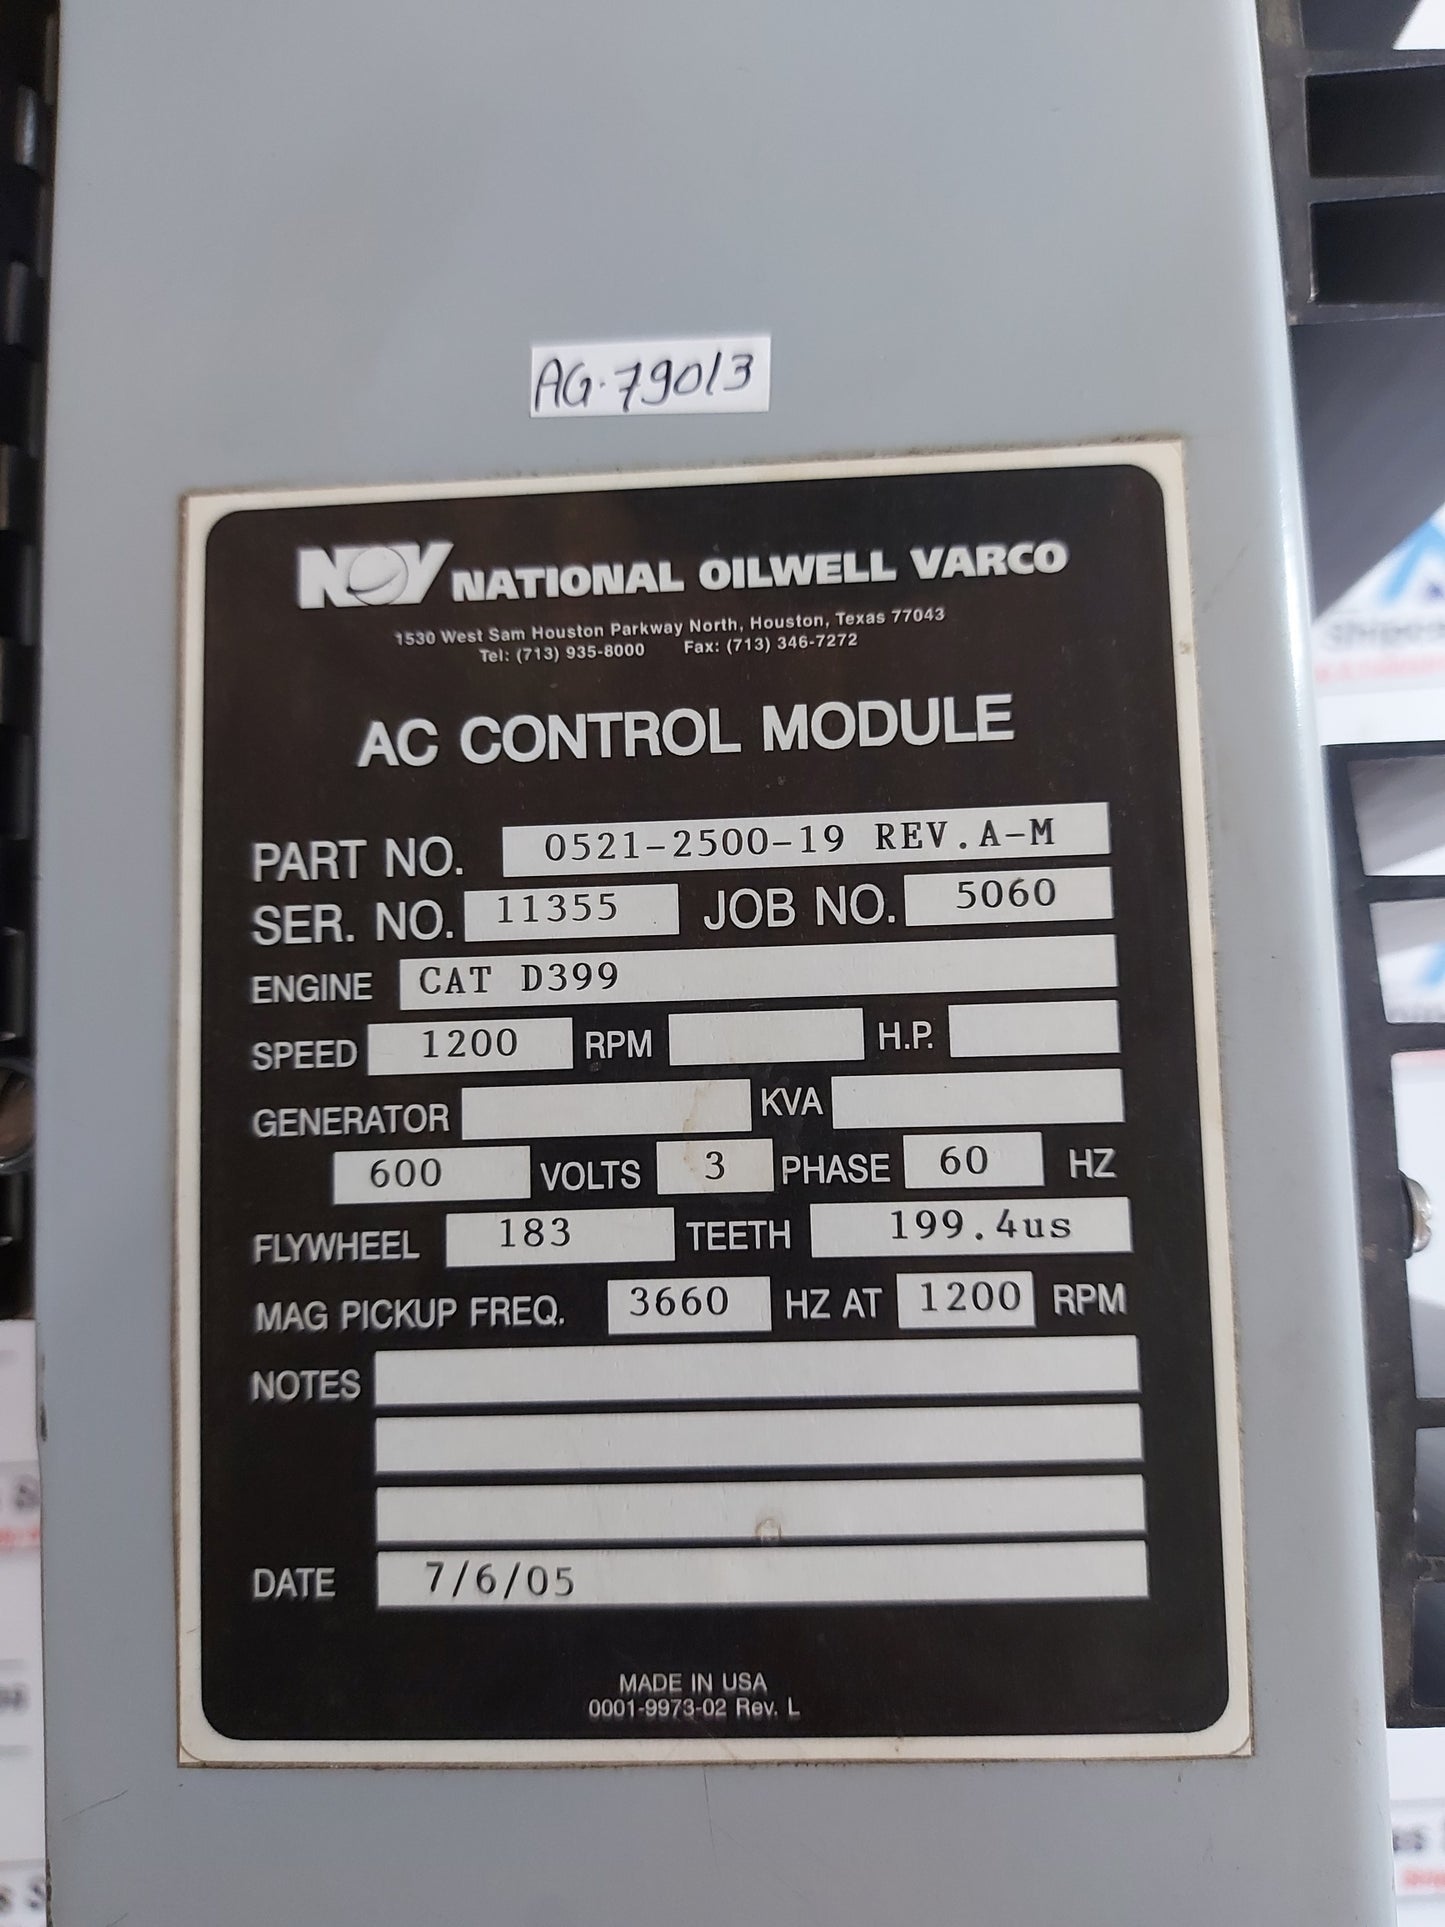 AG.79013
NOV NATIONAL OILWELL VARCO
1530 West Sam Houston Parkway North, Houston, Texas 77043
Tel: (713) 935-8000 Fax: (713) 346-7272
AC CONTROL MODULE
PART NO. 0521-2500-19 REV.A-M
SER. NO. 11355 JOB NO. 5060
ENGINE CAT D399
SPEED 1200 RPM H.P.
GENERATOR KVA
600 VOLTS 3 PHASE 60 HZ
FLYWHEEL 183 TEETH 199.4us
MAG PICKUP FREQ. 3660 HZ AT 1200 RPM
NOTES
DATE 7/6/05
MADE IN USA
0001-9973-02 Rev. L